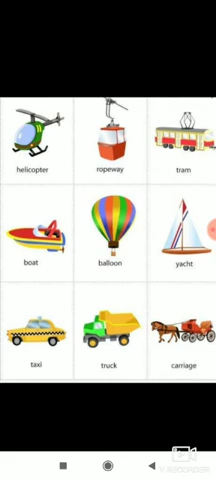 helicopter
ropeway
tram
boat
balloon
yacht
taxi
truck
carriage